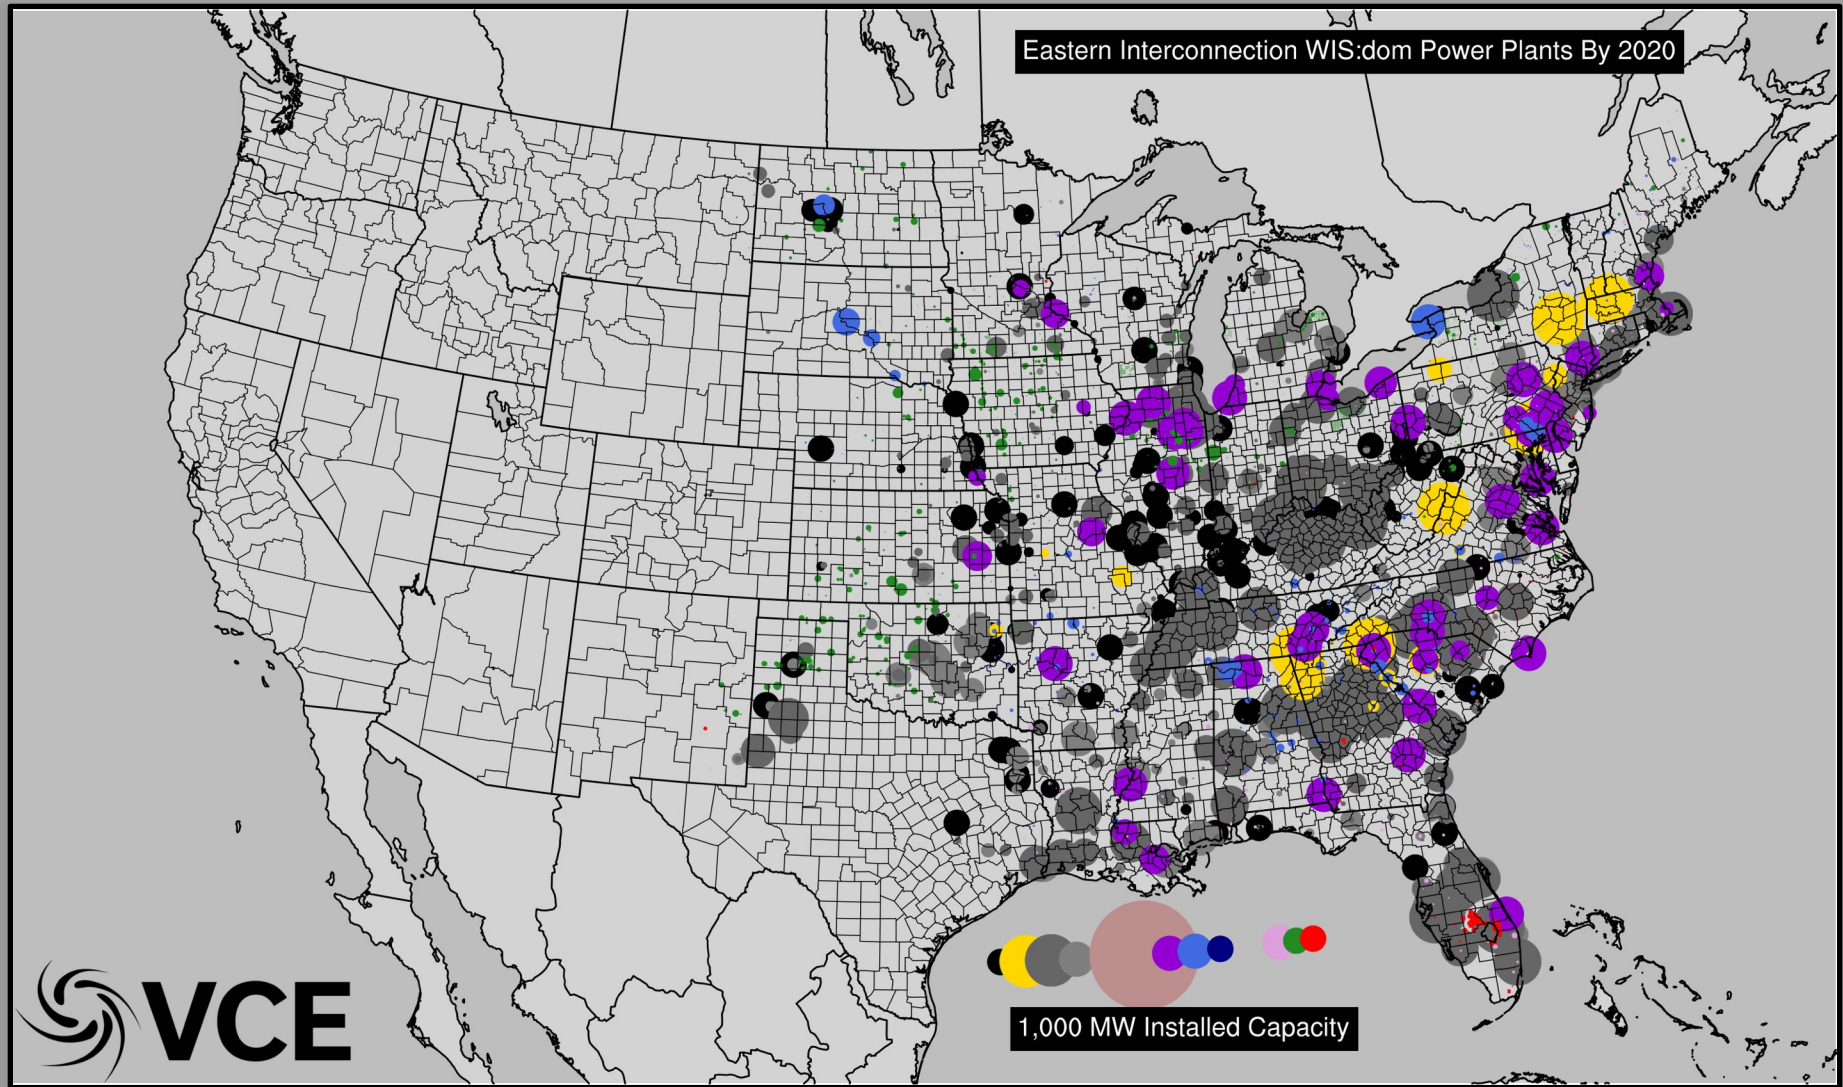 Eastern Interconnection WIS:dom Power Plants By 2020
1,000 MW Installed Capacity
VCE